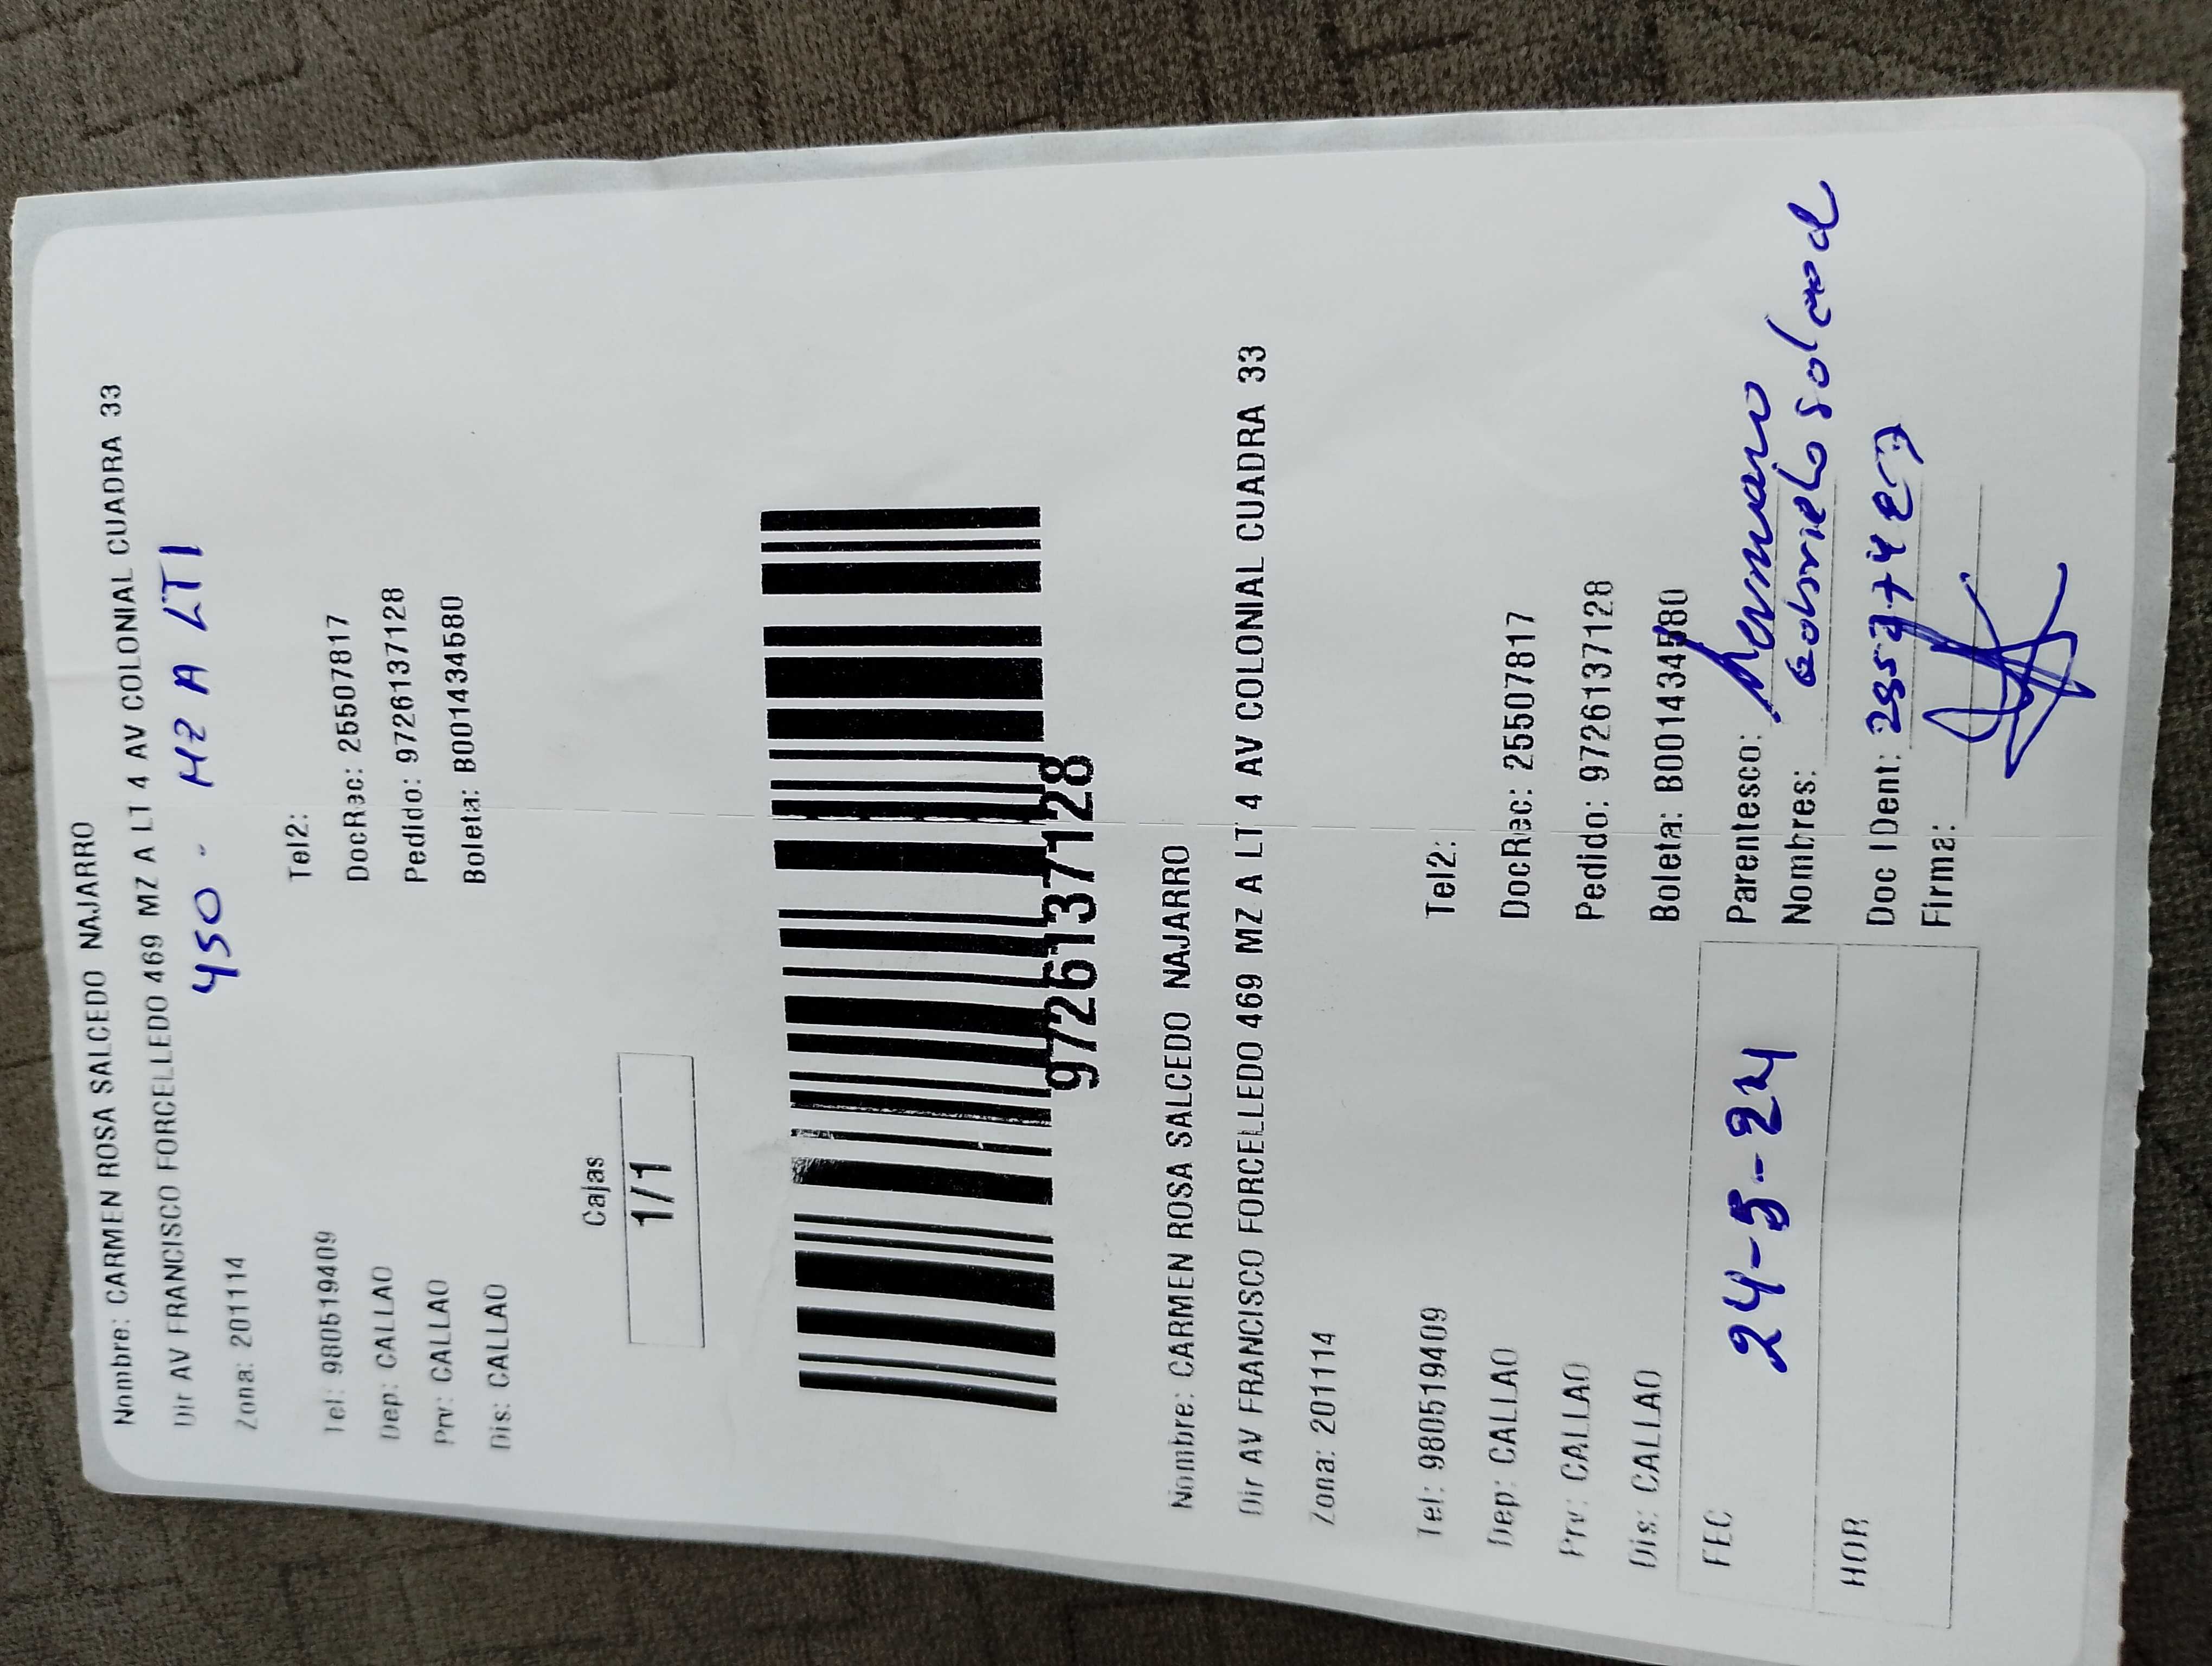 Nombre: CARMEN ROSA SALCEDO NAJARRO
Dir AV FRANCISCO FORCELLEDO 469 MZ A LT 4 AV COLONIAL CUADRA 33
450 - MZ A LT 1
Zona: 201114
Tel2:
Tel: 980519409 DocRec: 25507817
Dep: CALLAO Pedido: 9726137128
Prv: CALLAO Boleta: B001434580
Dis: CALLAO
Cajas
1/1
9726137128
Nombre: CARMEN ROSA SALCEDO NAJARRO
Dir AV FRANCISCO FORCELLEDO 469 MZ A LT 4 AV COLONIAL CUADRA 33
Zona: 201114
Tel: 980519409 Tel2:
Dep: CALLAO DocRec: 25507817
Prv: CALLAO Pedido: 9726137128
Dis: CALLAO Boleta: B001434580
FEC 24-5-24 Parentesco: hermano
Nombres:
HOR Doc IDent:
Firma: